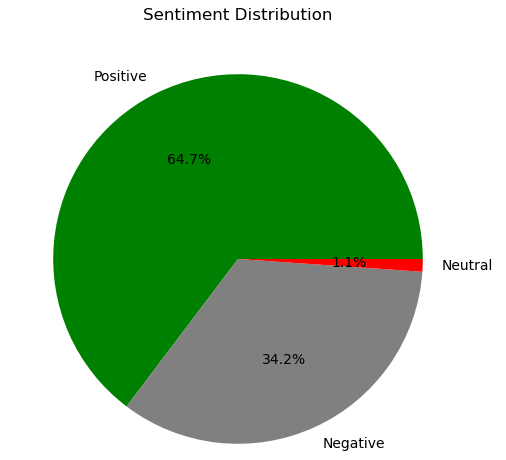 Sentiment Distribution
Positive
64.7%
1.1%
Neutral
34.2%
Negative